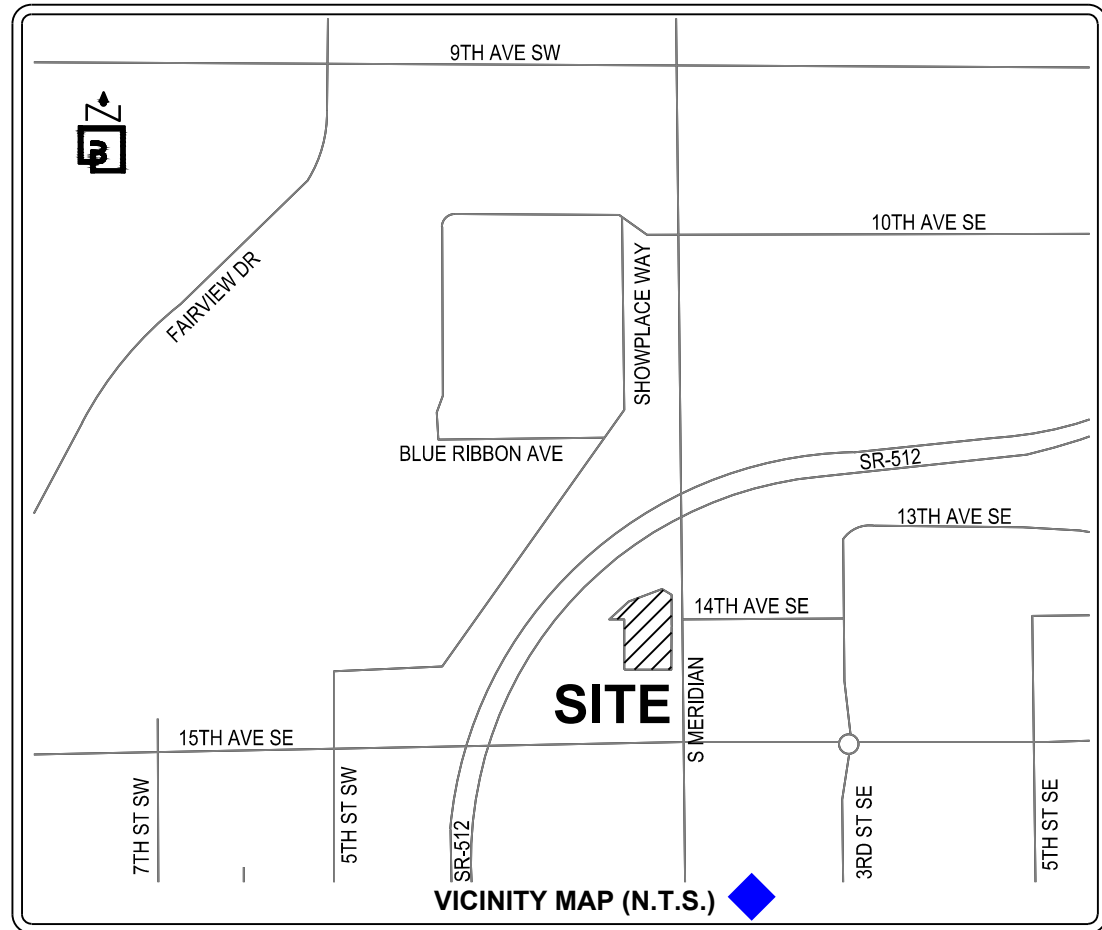 9TH AVE SW
Z
B
10TH AVE SE
FAIRVIEW DR
SHOWPLACE WAY
BLUE RIBBON AVE
SR-512
13TH AVE SE
14TH AVE SE
SITE
S MERIDIAN
15TH AVE SE
7TH ST SW
5TH ST SW
SR-512
3RD ST SE
5TH ST SE
VICINITY MAP (N.T.S.)